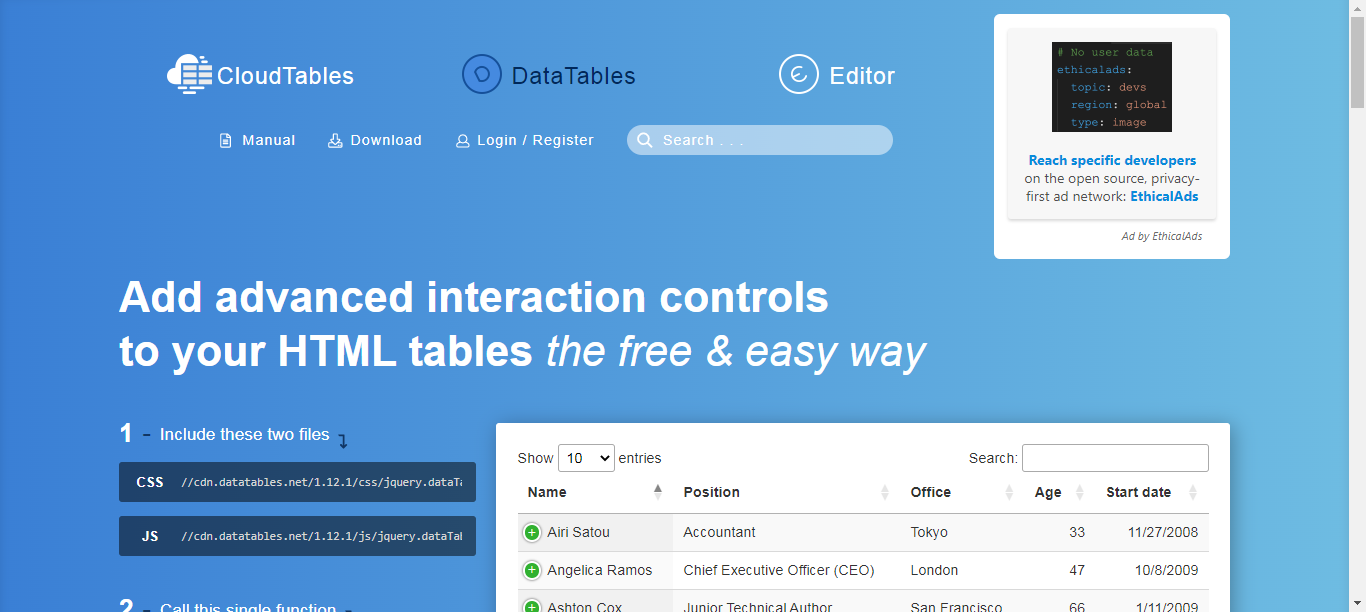 CloudTables
DataTables
Editor
Manual
Download
Login / Register
Search . . .
# No user data
ethicalads:
topic: devs
region: global
type: image
Reach specific developers
on the open source, privacy-
first ad network: EthicalAds
Ad by EthicalAds
Add advanced interaction controls
to your HTML tables the free & easy way
1 - Include these two files
CSS //cdn.datatables.net/1.12.1/css/jquery.dataTa
JS //cdn.datatables.net/1.12.1/js/jquery.dataTab
2 - Call this single function -
Show 10 entries
Search:
Name Position Office Age Start date
Airi Satou Accountant Tokyo 33 11/27/2008
Angelica Ramos Chief Executive Officer (CEO) London 47 10/8/2009
Ashton Cox Junior Technical Author San Francisco 66 1/11/2009